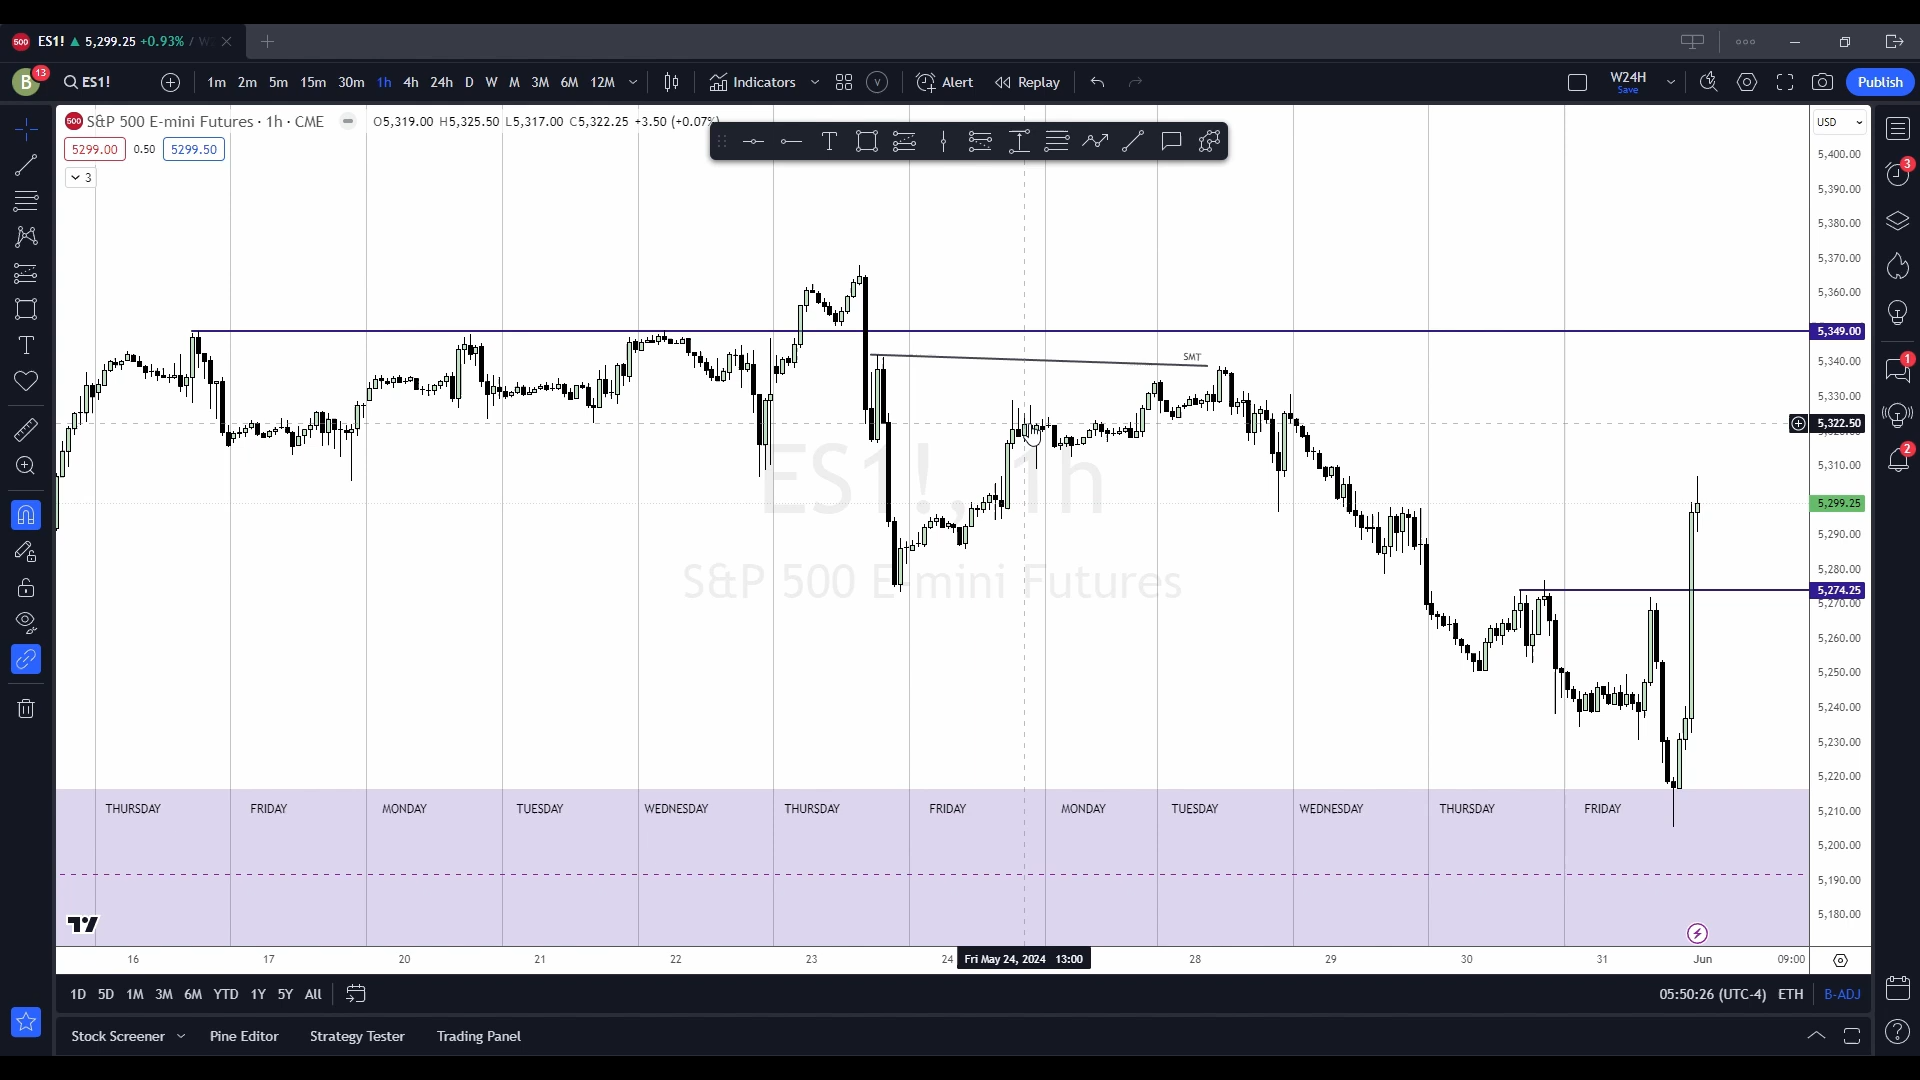 500 ES1! ▲ 5,299.25 +0.93% / W
B 13 ES1! 1m 2m 5m 15m 30m 1h 4h 24h D W M 3M 6M 12M Indicators V Alert Replay W24H Save Publish
500 S&P 500 E-mini Futures · 1h · CME O5,319.00 H5,325.50 L5,317.00 C5,322.25 +3.50 (+0.07%)
USD
5299.00 0.50 5299.50
3
5,400.00
5,390.00
5,380.00
5,370.00
5,360.00
5,349.00
SMT
5,340.00
5,330.00
5,322.50
5,310.00
5,299.25
5,290.00
5,280.00
5,274.25
5,270.00
5,260.00
5,250.00
5,240.00
5,230.00
5,220.00
5,210.00
5,200.00
5,190.00
5,180.00
ES1!, 1h
S&P 500 E-mini Futures
THURSDAY FRIDAY MONDAY TUESDAY WEDNESDAY THURSDAY FRIDAY MONDAY TUESDAY WEDNESDAY THURSDAY FRIDAY
16 17 20 21 22 23 24 Fri May 24, 2024 13:00 28 29 30 31 Jun 09:00
1D 5D 1M 3M 6M YTD 1Y 5Y All 05:50:26 (UTC-4) ETH B-ADJ
Stock Screener Pine Editor Strategy Tester Trading Panel
3
1
2